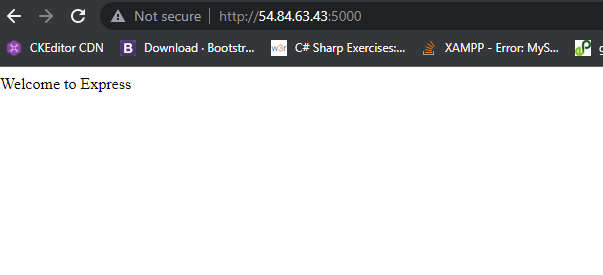 Not secure | http://54.84.63.43:5000
CKEditor CDN B Download · Bootstr... w3r C# Sharp Exercises:... XAMPP - Error: MyS...
Welcome to Express